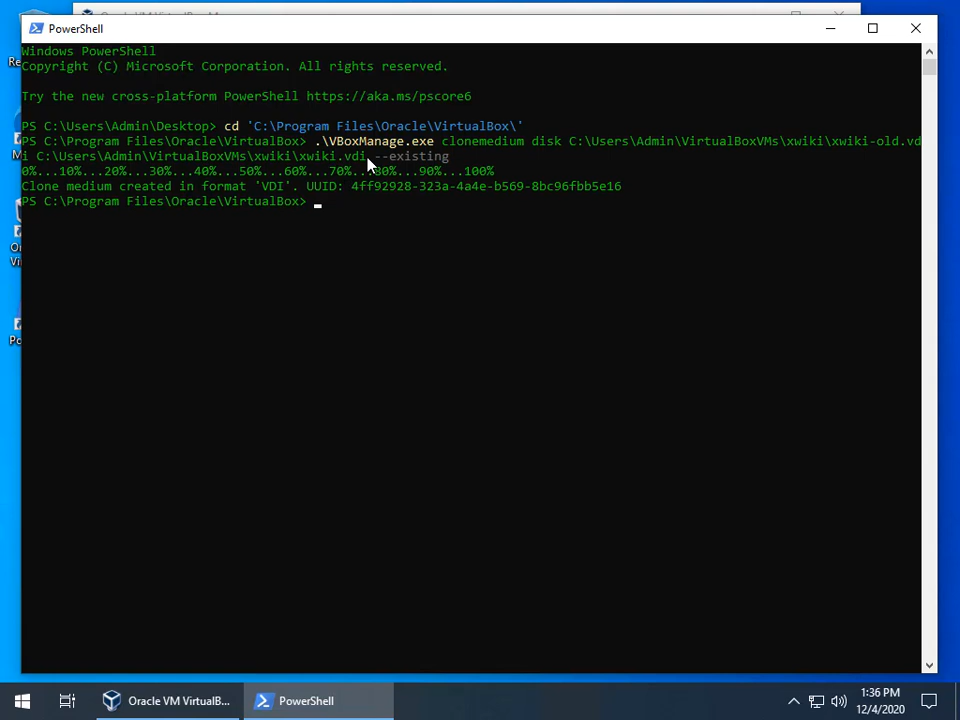 PowerShell
Windows PowerShell
Copyright (C) Microsoft Corporation. All rights reserved.
Try the new cross-platform PowerShell https://aka.ms/pscore6
PS C:\Users\Admin\Desktop> cd 'C:\Program Files\Oracle\VirtualBox\'
PS C:\Program Files\Oracle\VirtualBox> .\VBoxManage.exe clonemedium disk C:\Users\Admin\VirtualBoxVMs\xwiki\xwiki-old.vd
i C:\Users\Admin\VirtualBoxVMs\xwiki\xwiki.vdi --existing
0%...10%...20%...30%...40%...50%...60%...70%...80%...90%...100%
Clone medium created in format 'VDI'. UUID: 4ff92928-323a-4a4e-b569-8bc96fbb5e16
PS C:\Program Files\Oracle\VirtualBox>
Oracle VM VirtualB...
PowerShell
1:36 PM
12/4/2020